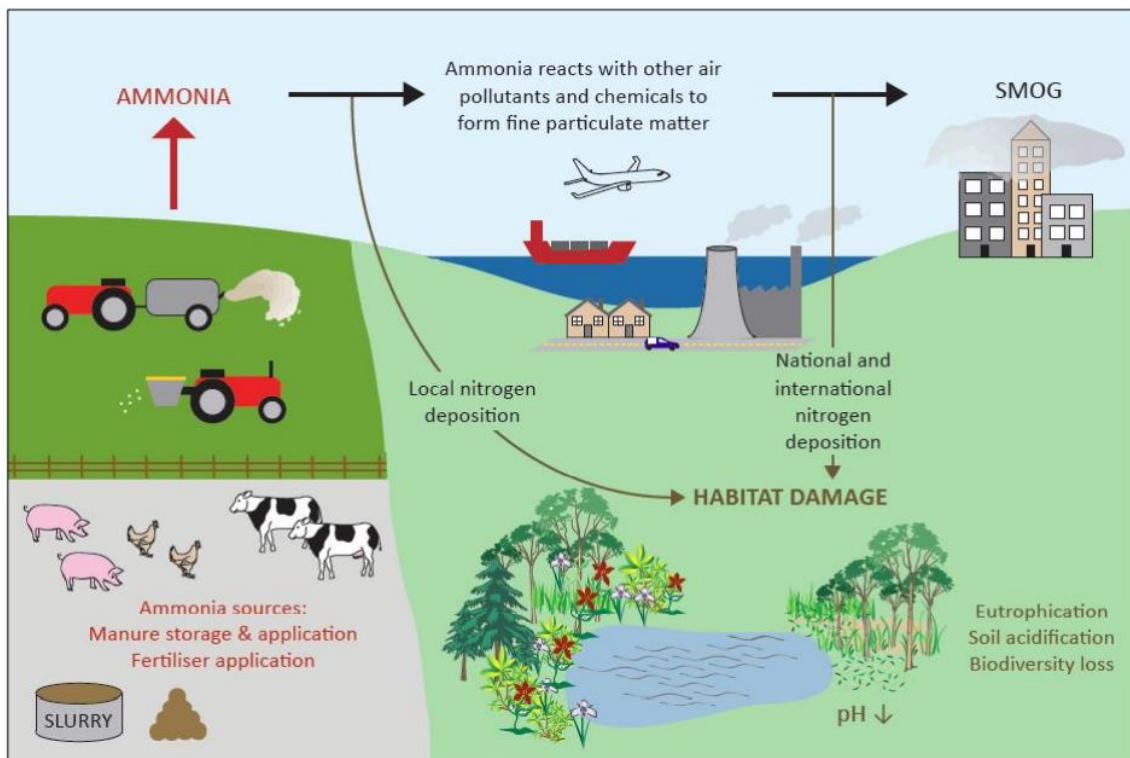 AMMONIA
Ammonia reacts with other air
pollutants and chemicals to
form fine particulate matter
SMOG
Local nitrogen
deposition
National and
international
nitrogen
deposition
HABITAT DAMAGE
Ammonia sources:
Manure storage & application
Fertiliser application
SLURRY
Eutrophication
Soil acidification
Biodiversity loss
pH ↓